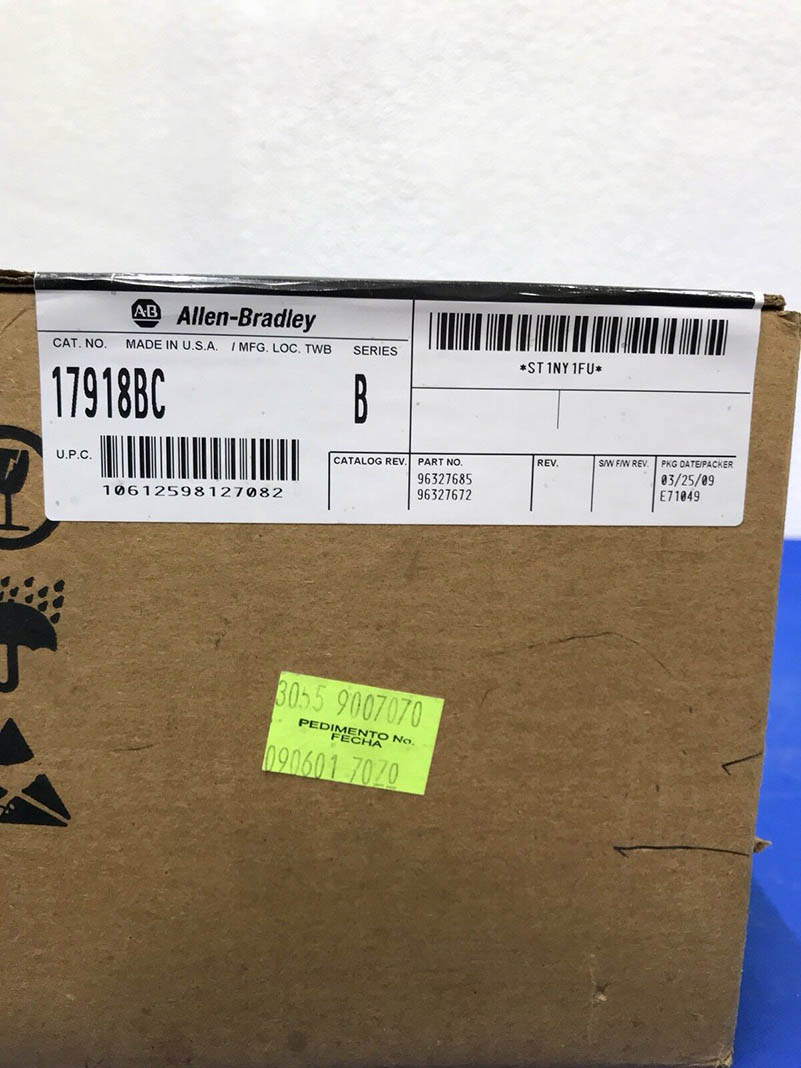 AB Allen-Bradley
CAT. NO. MADE IN U.S.A. / MFG. LOC. TWB SERIES
17918BC B
U.P.C.
10612598127082
*ST1NY1FU*
CATALOG REV. PART NO. REV. S/W F/W REV. PKG DATE/PACKER
96327685 03/25/09
96327672 E71049
3055 9007070
PEDIMENTO No.
FECHA
090601 7070